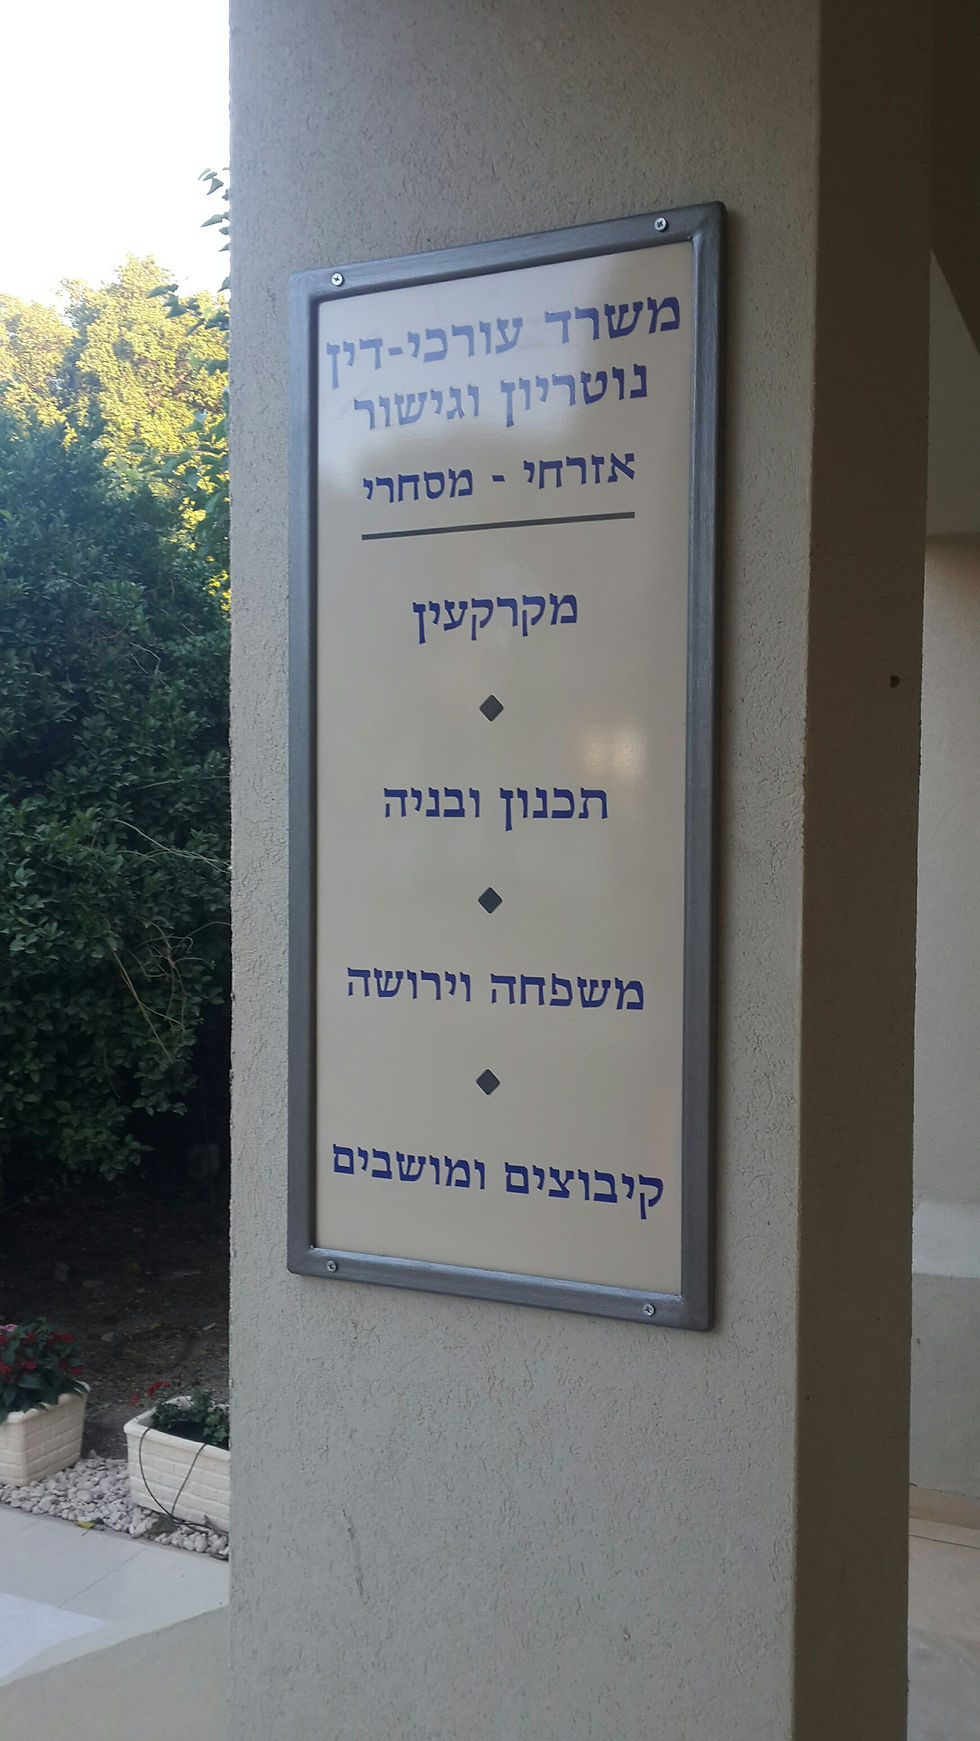 משרד עורכי-דין
נוטריון וגישור
אזרחי - מסחרי
מקרקעין
תכנון ובניה
משפחה וירושה
קיבוצים ומושבים